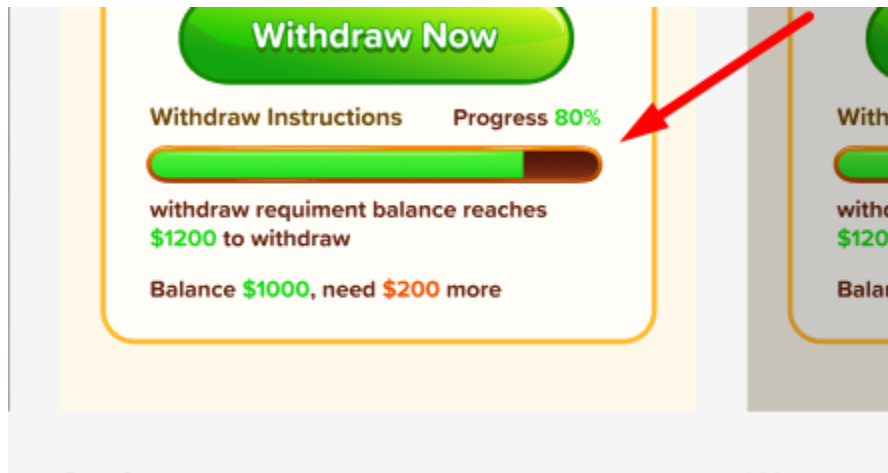 Withdraw Now
Withdraw Instructions Progress 80%
withdraw requiment balance reaches
$1200 to withdraw
Balance $1000, need $200 more